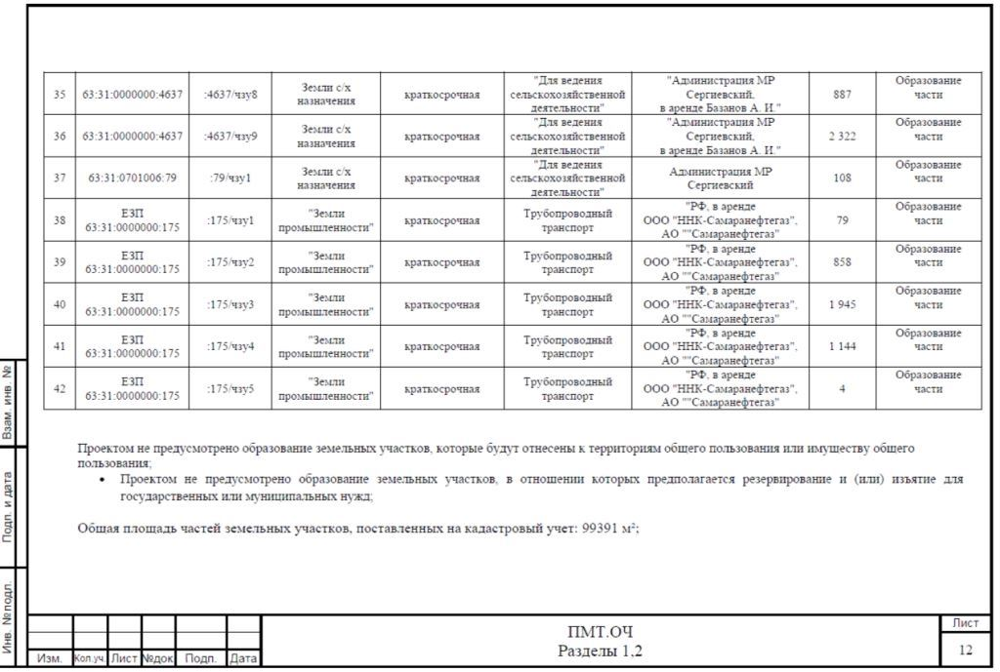 35 63:31:0000000:4637 :4637/чзу8 Земли с/х назначения краткосрочная "Для ведения сельскохозяйственной деятельности" "Администрация МР Сергиевский, в аренде Базанов А. И." 887 Образование части
36 63:31:0000000:4637 :4637/чзу9 Земли с/х назначения краткосрочная "Для ведения сельскохозяйственной деятельности" "Администрация МР Сергиевский, в аренде Базанов А. И." 2 322 Образование части
37 63:31:0701006:79 :79/чзу1 Земли с/х назначения краткосрочная "Для ведения сельскохозяйственной деятельности" Администрация МР Сергиевский 108 Образование части
38 ЕЗП 63:31:0000000:175 :175/чзу1 "Земли промышленности" краткосрочная Трубопроводный транспорт "РФ, в аренде ООО "ННК-Самаранефтегаз", АО ""Самаранефтегаз" 79 Образование части
39 ЕЗП 63:31:0000000:175 :175/чзу2 "Земли промышленности" краткосрочная Трубопроводный транспорт "РФ, в аренде ООО "ННК-Самаранефтегаз", АО ""Самаранефтегаз" 858 Образование части
40 ЕЗП 63:31:0000000:175 :175/чзу3 "Земли промышленности" краткосрочная Трубопроводный транспорт "РФ, в аренде ООО "ННК-Самаранефтегаз", АО ""Самаранефтегаз" 1 945 Образование части
41 ЕЗП 63:31:0000000:175 :175/чзу4 "Земли промышленности" краткосрочная Трубопроводный транспорт "РФ, в аренде ООО "ННК-Самаранефтегаз", АО ""Самаранефтегаз" 1 144 Образование части
42 ЕЗП 63:31:0000000:175 :175/чзу5 "Земли промышленности" краткосрочная Трубопроводный транспорт "РФ, в аренде ООО "ННК-Самаранефтегаз", АО ""Самаранефтегаз" 4 Образование части
Проектом не предусмотрено образование земельных участков, которые будут отнесены к территориям общего пользования или имуществу общего
пользования;
• Проектом не предусмотрено образование земельных участков, в отношении которых предполагается резервирование и (или) изъятие для
государственных или муниципальных нужд;
Общая площадь частей земельных участков, поставленных на кадастровый учет: 99391 м²;
Взам. инв. №
Подп. и дата
Инв. № подл.
Изм. Кол.уч. Лист №док Подп. Дата
ПМТ.ОЧ
Разделы 1,2
Лист
12